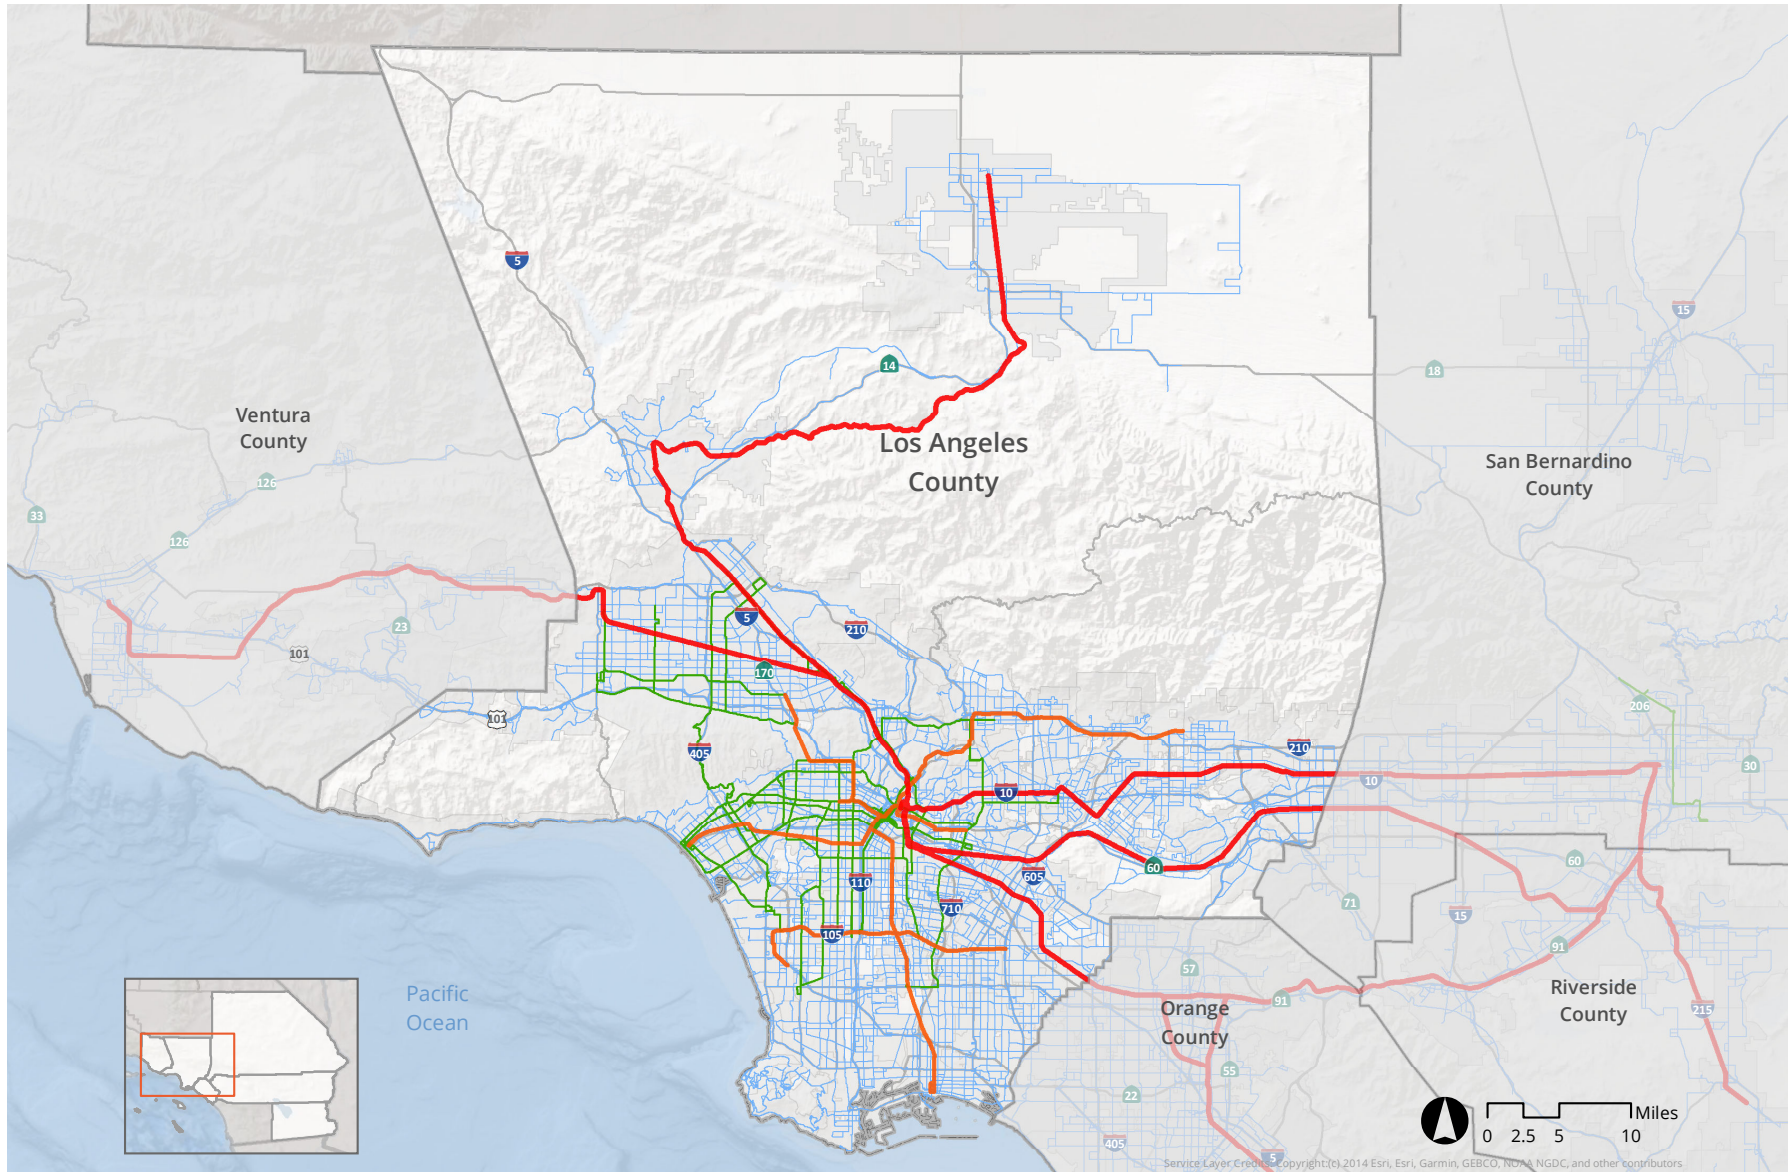 5
15
14
18
Ventura
County
Los Angeles
County
San Bernardino
County
126
33
126
23
101
5
210
170
206
101
405
210
30
10
10
60
605
60
110
71
710
15
105
91
57
Pacific
Ocean
Orange
County
91
Riverside
County
215
55
22
405
5
Miles
0 2.5 5 10
Service Layer Credits: Copyright:(c) 2014 Esri, Esri, Garmin, GEBCO, NOAA NGDC, and other contributors